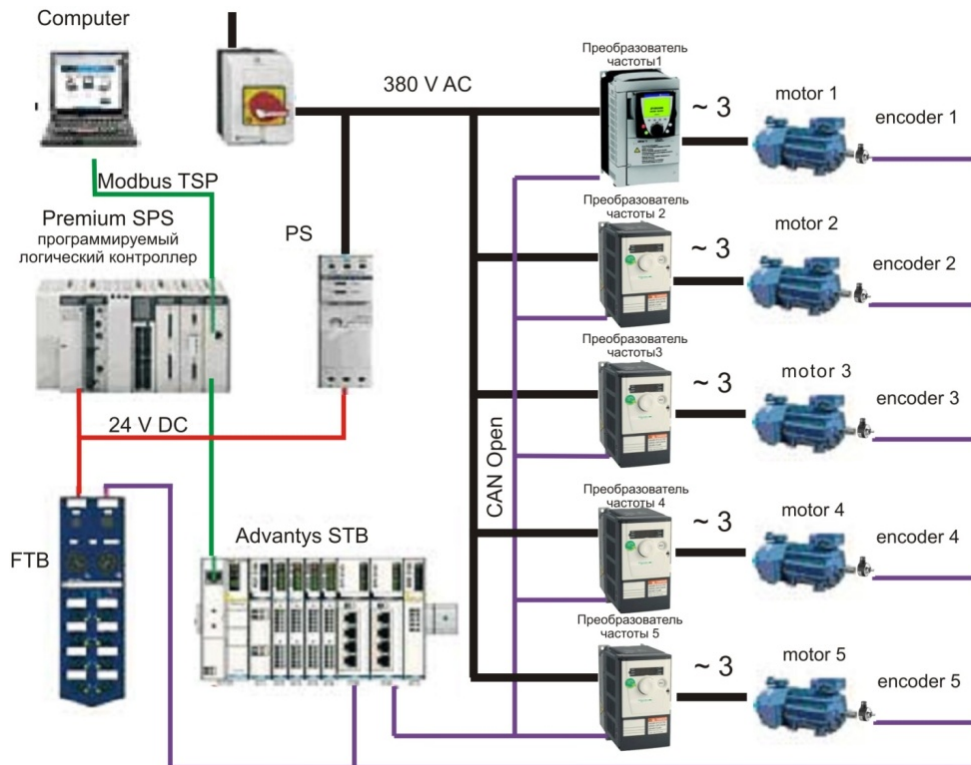 Computer
380 V AC
Преобразователь
частоты1
~ 3
motor 1
encoder 1
Modbus TSP
Premium SPS
программируемый
логический контроллер
PS
Преобразователь
частоты 2
~ 3
motor 2
encoder 2
Преобразователь
частоты3
~ 3
motor 3
encoder 3
24 V DC
CAN Open
FTB
Advantys STB
Преобразователь
частоты 4
~ 3
motor 4
encoder 4
Преобразователь
частоты 5
~ 3
motor 5
encoder 5